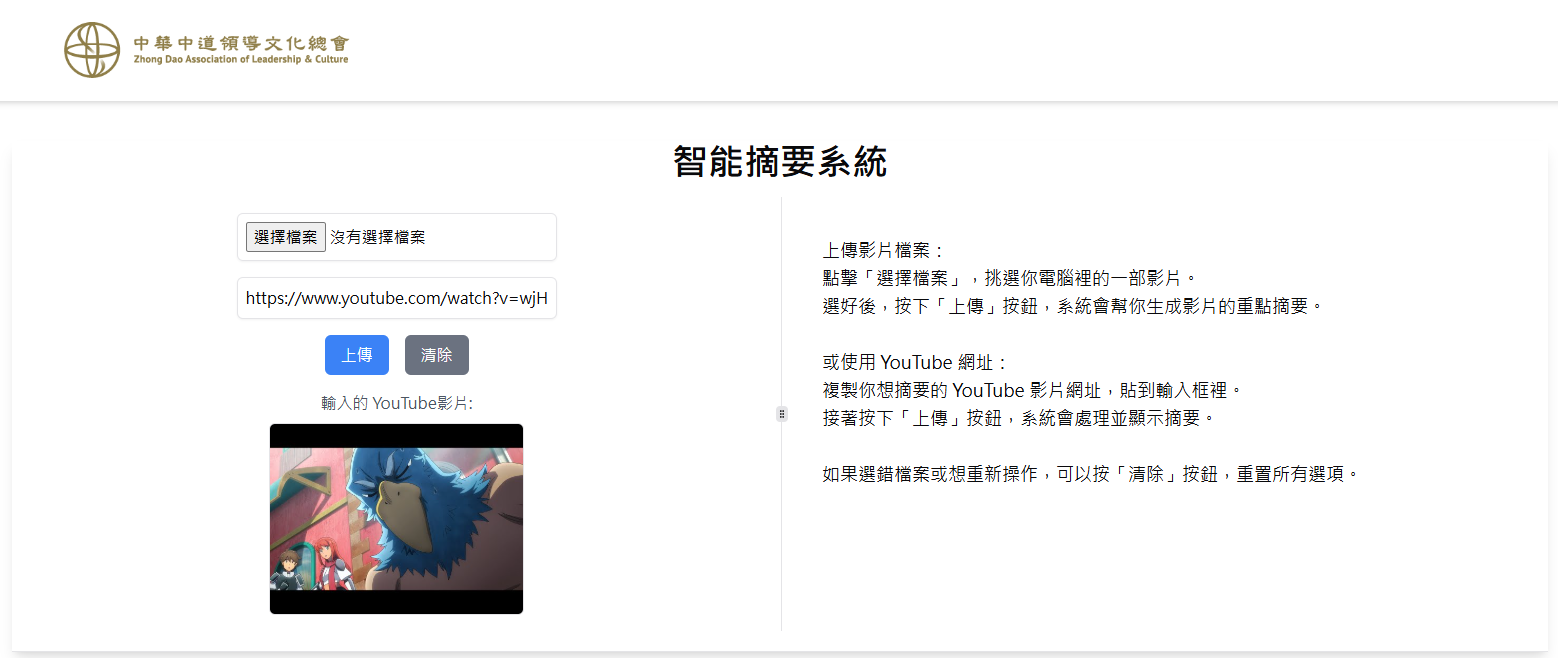 中華中道領導文化總會
Zhong Dao Association of Leadership & Culture
智能摘要系統
選擇檔案 沒有選擇檔案
https://www.youtube.com/watch?v=wjH
上傳 清除
輸入的 YouTube影片:
上傳影片檔案：
點擊「選擇檔案」，挑選你電腦裡的一部影片。
選好後，按下「上傳」按鈕，系統會幫你生成影片的重點摘要。
或使用 YouTube 網址：
複製你想摘要的 YouTube 影片網址，貼到輸入框裡。
接著按下「上傳」按鈕，系統會處理並顯示摘要。
如果選錯檔案或想重新操作，可以按「清除」按鈕，重置所有選項。